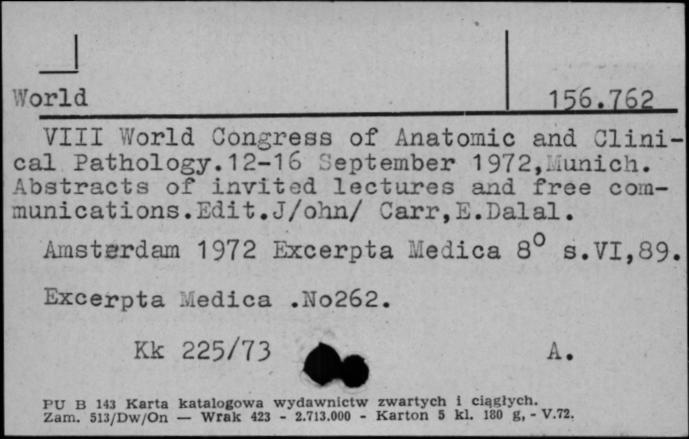 World 156.762
VIII World Congress of Anatomic and Clini-
cal Pathology.12-16 September 1972,Munich.
Abstracts of invited lectures and free com-
munications.Edit.J/ohn/ Carr,E.Dalal.
Amsterdam 1972 Excerpta Medica 8⁰ s.VI,89.
Excerpta Medica .No262.
Kk 225/73 A.
PU B 143 Karta katalogowa wydawnictw zwartych i ciągłych.
Zam. 513/Dw/On — Wrak 423 - 2.713.000 - Karton 5 kl. 180 g, - V.72.